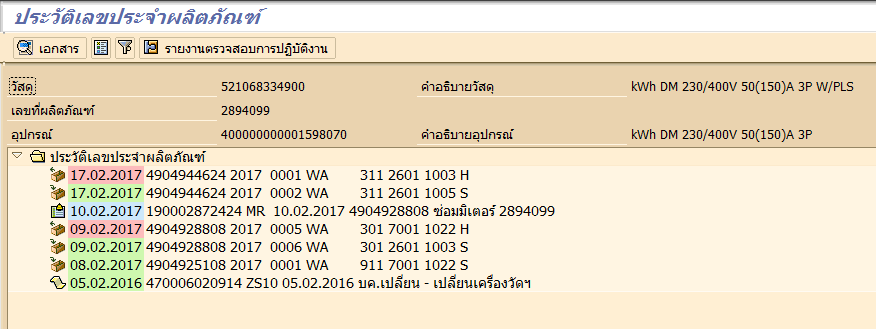 ประวัติเลขประจำผลิตภัณฑ์
เอกสาร รายงานตรวจสอบการปฏิบัติงาน
วัสดุ 521068334900 คำอธิบายวัสดุ kWh DM 230/400V 50(150)A 3P W/PLS
เลขที่ผลิตภัณฑ์ 2894099
อุปกรณ์ 400000000001598070 คำอธิบายอุปกรณ์ kWh DM 230/400V 50(150)A 3P
ประวัติเลขประจำผลิตภัณฑ์
17.02.2017 4904944624 2017 0001 WA 311 2601 1003 H
17.02.2017 4904944624 2017 0002 WA 311 2601 1005 S
10.02.2017 190002872424 MR 10.02.2017 4904928808 ซ่อมมิเตอร์ 2894099
09.02.2017 4904928808 2017 0005 WA 301 7001 1022 H
09.02.2017 4904928808 2017 0006 WA 301 2601 1003 S
08.02.2017 4904925108 2017 0001 WA 911 7001 1022 S
05.02.2016 470006020914 ZS10 05.02.2016 บค.เปลี่ยน - เปลี่ยนเครื่องวัดฯ